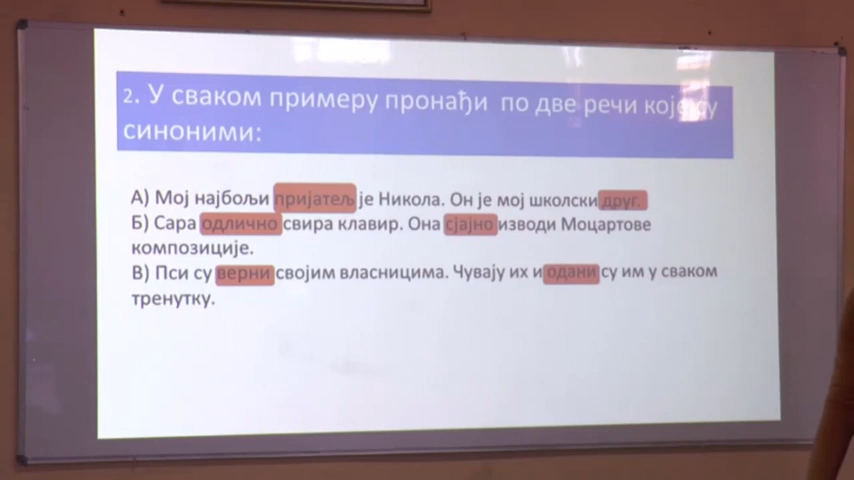 2. У сваком примеру пронађи по две речи које су
синоними:
А) Мој најбољи пријатељ је Никола. Он је мој школски друг.
Б) Сара одлично свира клавир. Она сјајно изводи Моцартове
композиције.
В) Пси су верни својим власницима. Чувају их и одани су им у сваком
тренутку.